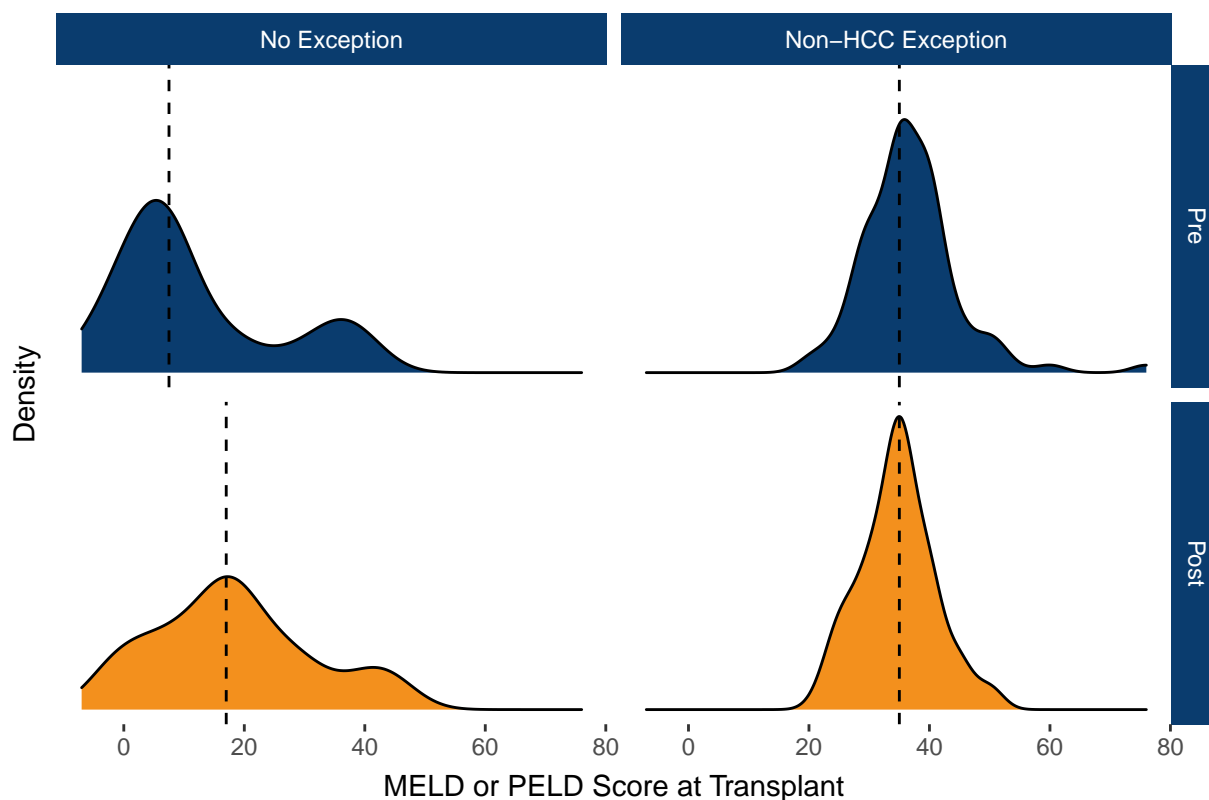 No Exception
Non−HCC Exception
Pre
Density
Post
0 20 40 60 80 0 20 40 60 80
MELD or PELD Score at Transplant